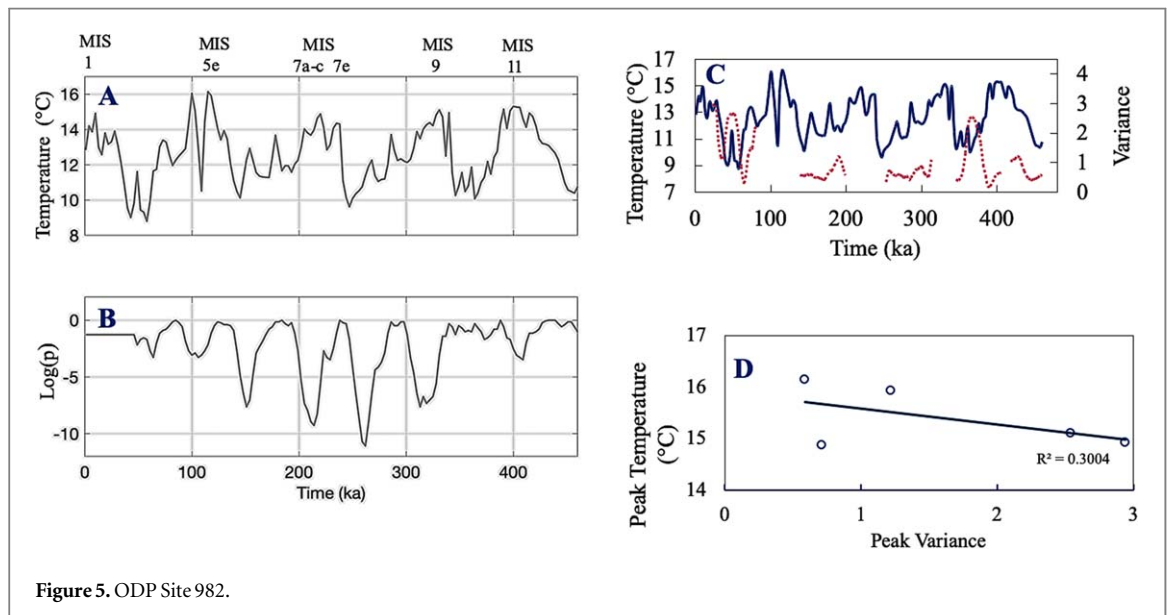 MIS MIS MIS MIS MIS
1 5e 7a-c 7e 9 11
A
Temperature (°C)
16
14
12
10
8
B
Log(p)
0
-5
-10
0 100 200 300 400
Time (ka)
C
Temperature (°C)
17
15
13
11
9
7
4
3
2
1
0
Variance
0 100 200 300 400
Time (ka)
D
Peak Temperature
(°C)
17
16
15
14
R² = 0.3004
0 1 2 3
Peak Variance
Figure 5. ODP Site 982.